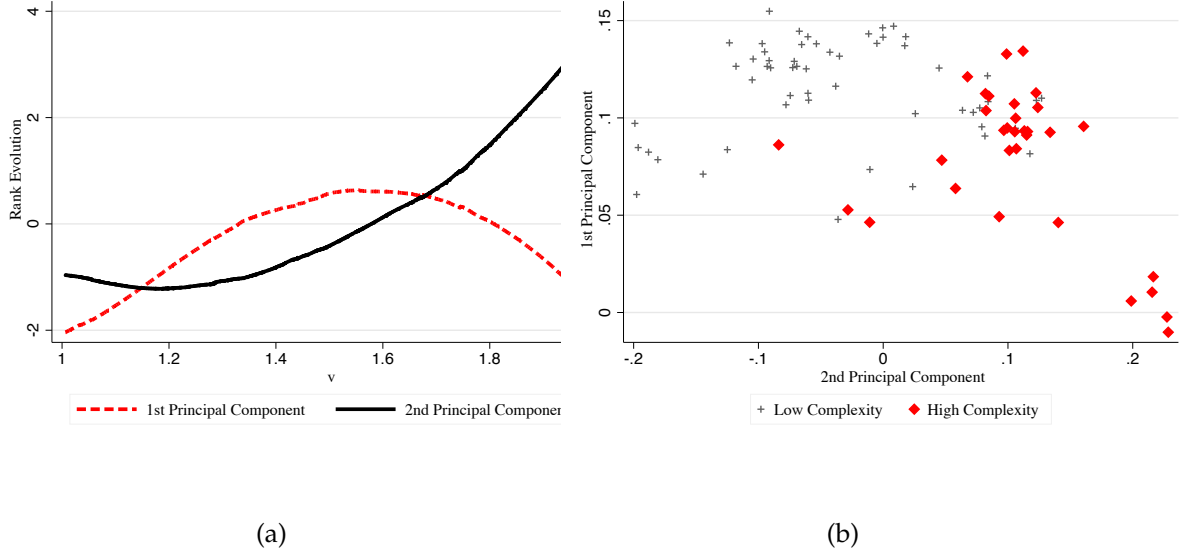 4
2
0
-2
Rank Evolution
1
1.2
1.4
1.6
1.8
v
1st Principal Component
2nd Principal Componen
(a)
.15
.1
.05
0
1st Principal Component
-.2
-.1
0
.1
.2
2nd Principal Component
Low Complexity
High Complexity
(b)